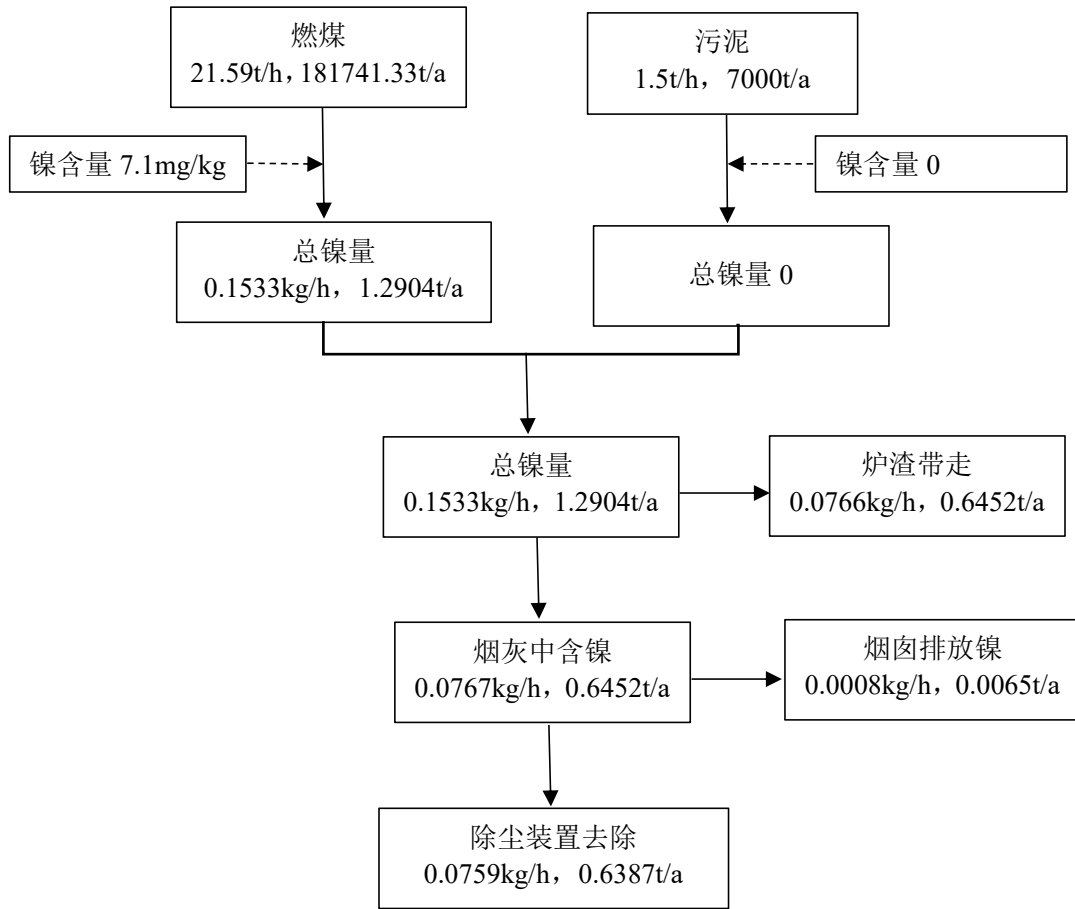 燃煤
21.59t/h，181741.33t/a
污泥
1.5t/h，7000t/a
镍含量 7.1mg/kg
镍含量 0
总镍量
0.1533kg/h，1.2904t/a
总镍量 0
总镍量
0.1533kg/h，1.2904t/a
炉渣带走
0.0766kg/h，0.6452t/a
烟灰中含镍
0.0767kg/h，0.6452t/a
烟囱排放镍
0.0008kg/h，0.0065t/a
除尘装置去除
0.0759kg/h，0.6387t/a